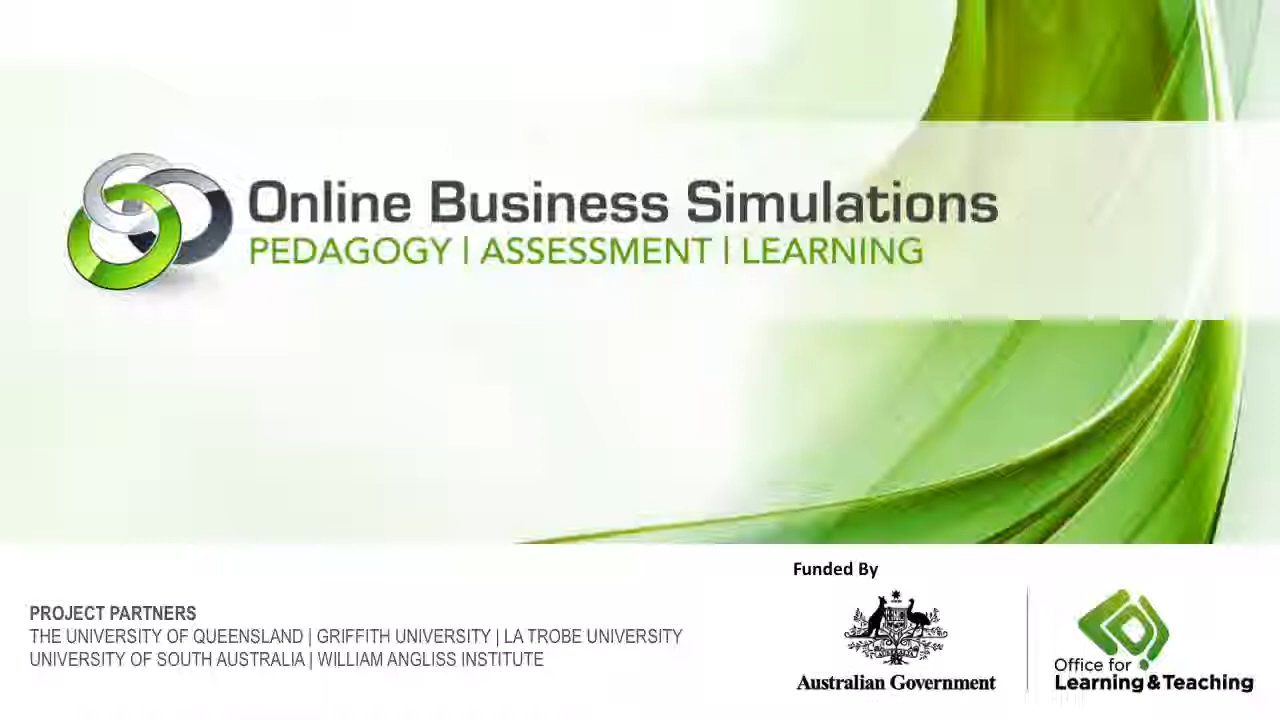 Online Business Simulations
PEDAGOGY | ASSESSMENT | LEARNING
Funded By
PROJECT PARTNERS
THE UNIVERSITY OF QUEENSLAND | GRIFFITH UNIVERSITY | LA TROBE UNIVERSITY
UNIVERSITY OF SOUTH AUSTRALIA | WILLIAM ANGLISS INSTITUTE
Australian Government
Office for
Learning & Teaching